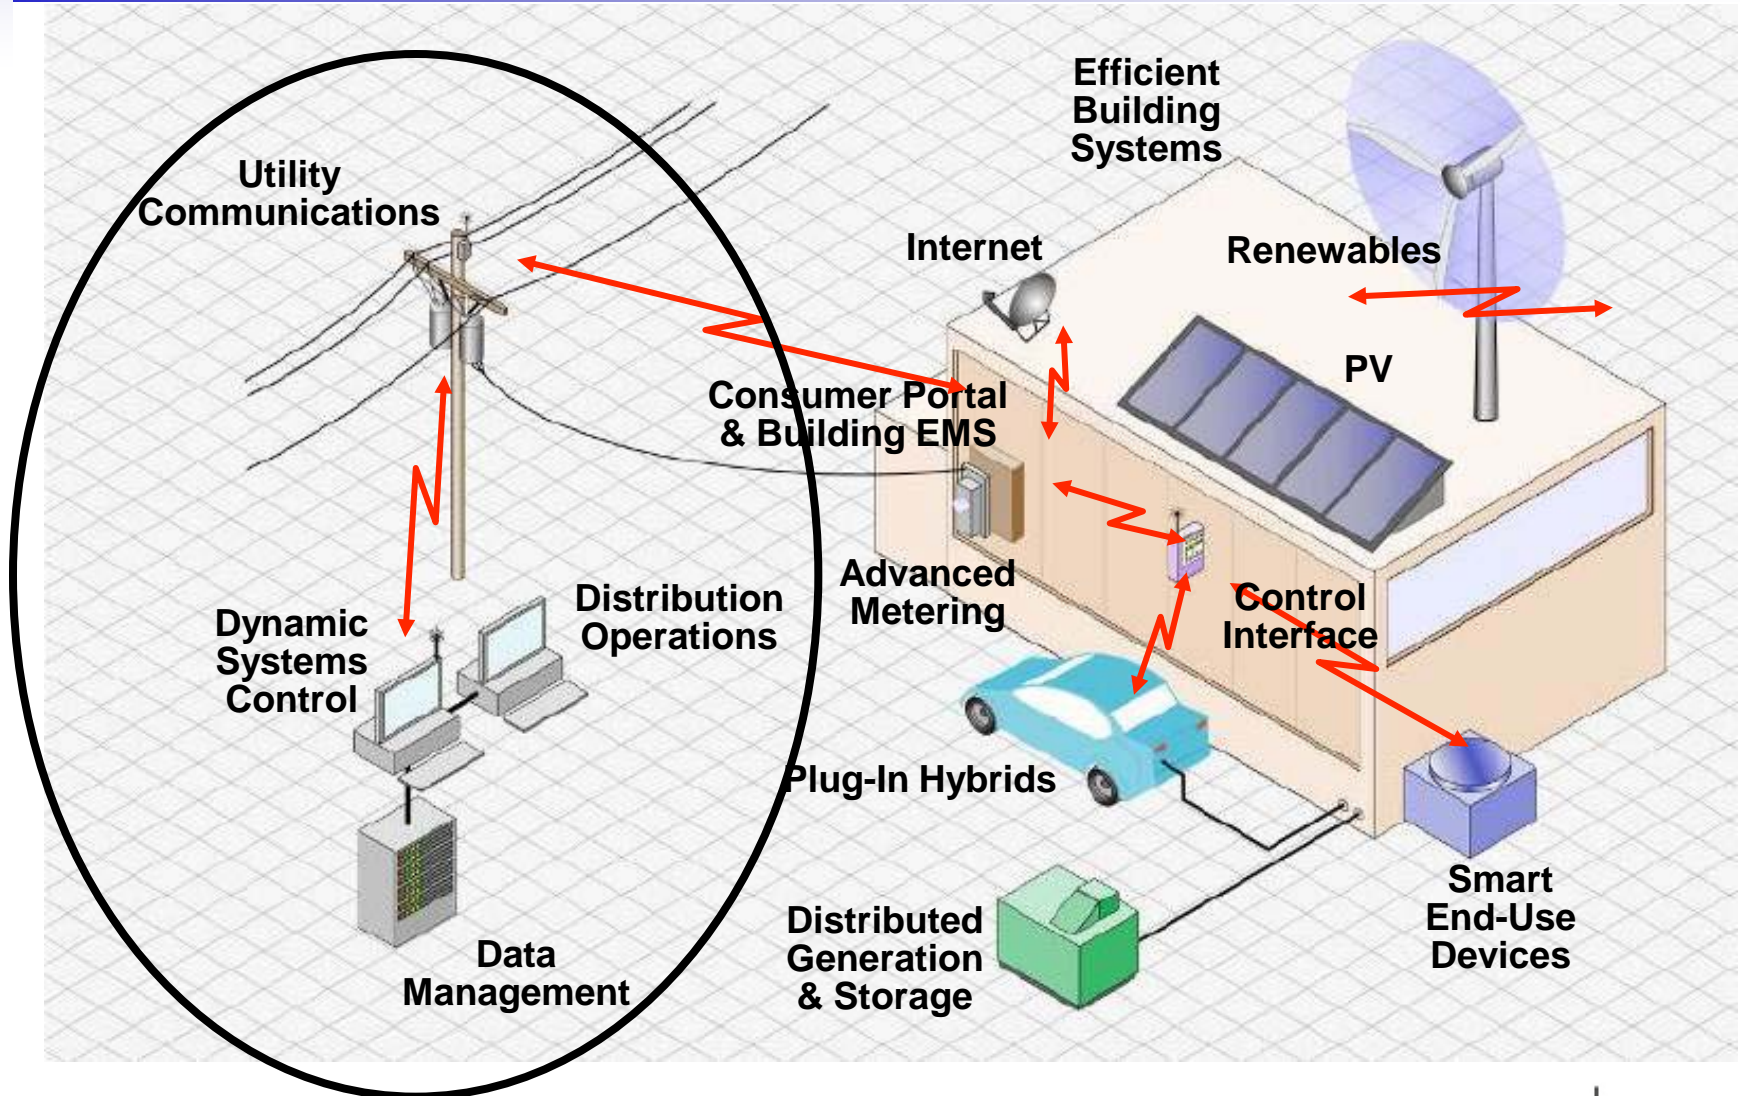 Efficient
Building
Systems
Utility
Communications
Internet
Renewables
PV
Consumer Portal
& Building EMS
Advanced
Metering
Control
Interface
Distribution
Operations
Dynamic
Systems
Control
Plug-In Hybrids
Smart
End-Use
Devices
Distributed
Generation
& Storage
Data
Management